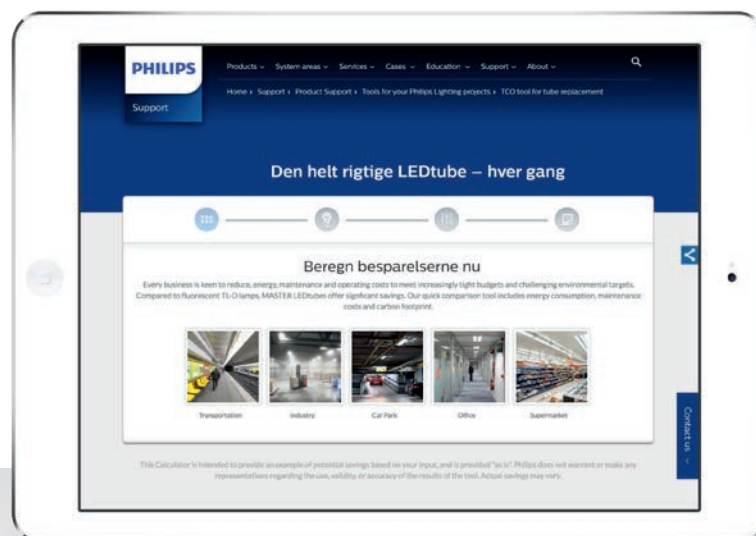 PHILIPS
Products System areas Services Cases Education Support About
Support
Home › Support › Product Support › Tools for your Philips Lighting projects › TCO tool for tube replacement
Den helt rigtige LEDtube – hver gang
Beregn besparelserne nu
Every business is keen to reduce, energy, maintenance and operating costs to meet increasingly tight budgets and challenging environmental targets.
Compared to fluorescent TL-D lamps, MASTER LEDtubes offer signficant savings. Our quick comparison tool includes energy consumption, maintenance
costs and carbon footprint.
Transportation Industry Car Park Office Supermarket
Contact us
This Calculator is intended to provide an example of potential savings based on your input, and is provided "as is". Philips does not warrant or make any
representatives regarding the use, validity, or accuracy of the results of the tool. Actual savings may vary.